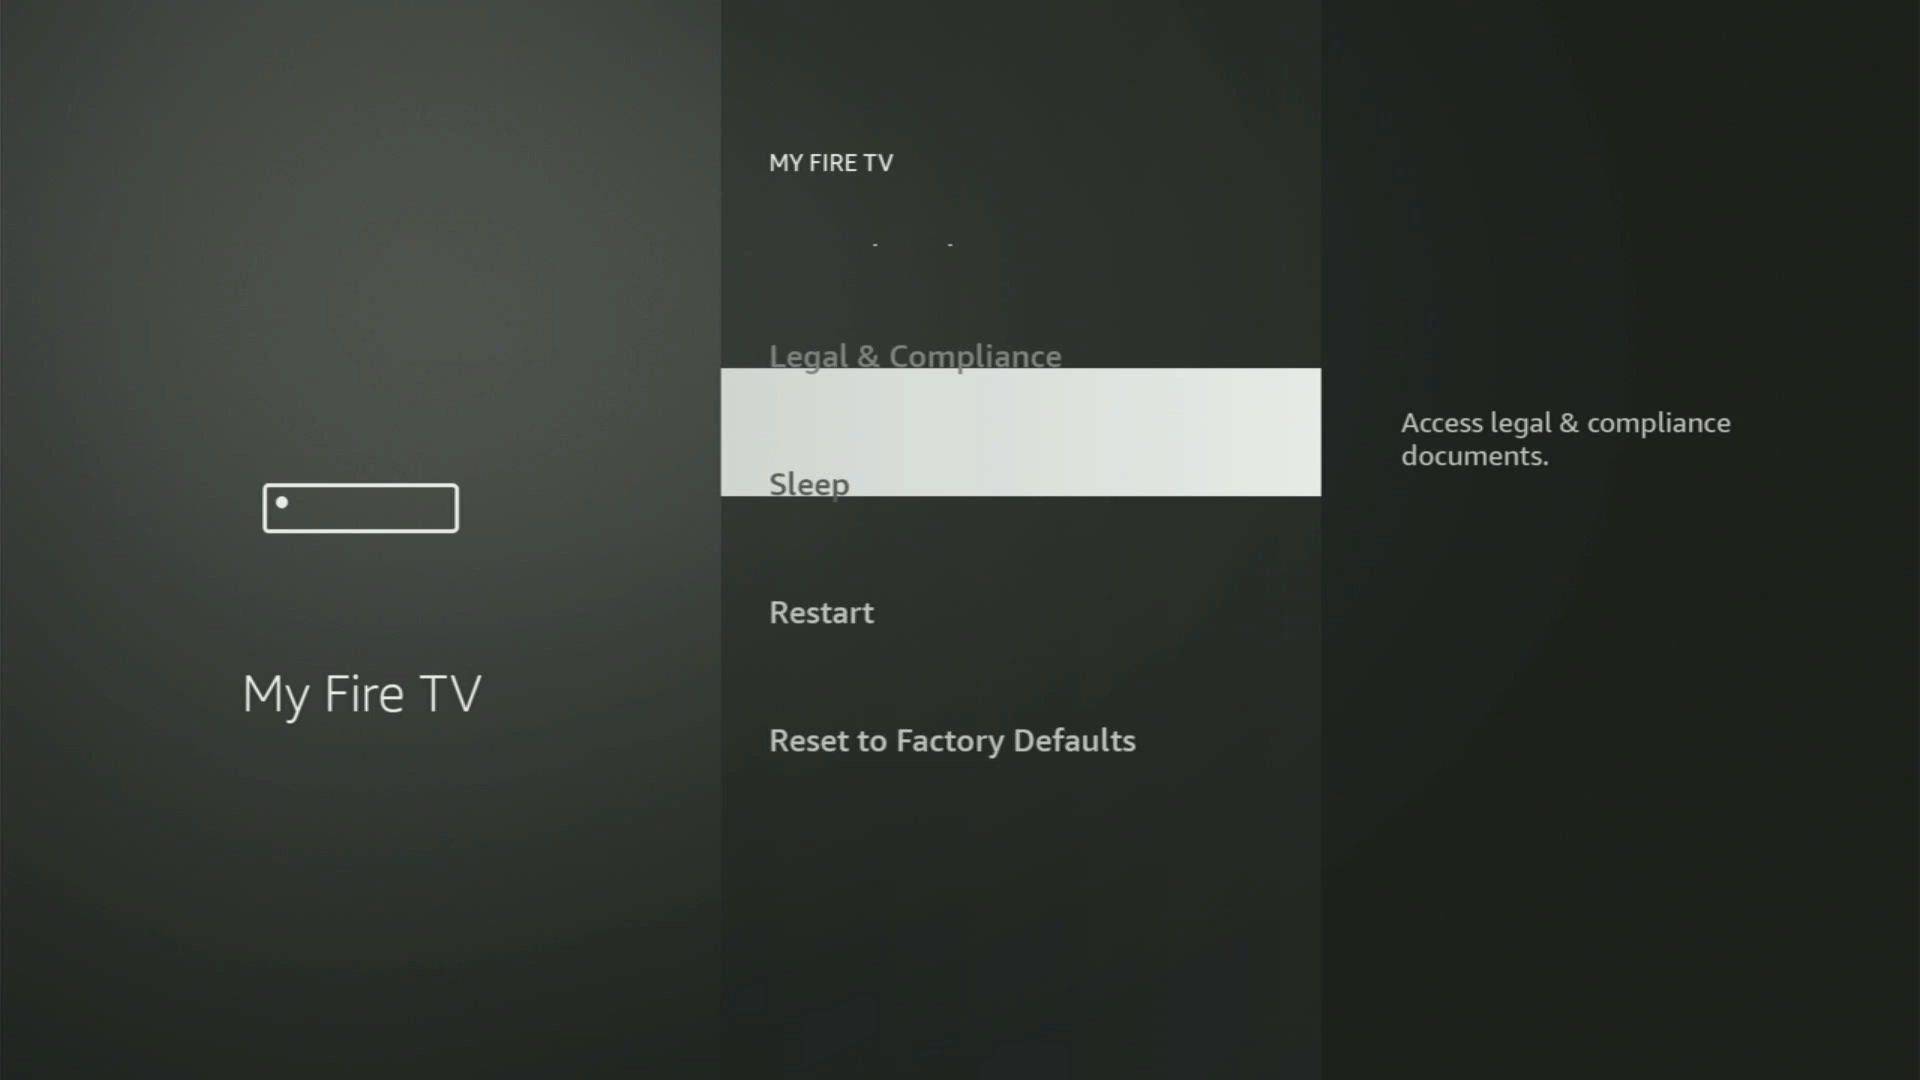 MY FIRE TV
Legal & Compliance
Sleep
Restart
Reset to Factory Defaults
My Fire TV
Access legal & compliance
documents.